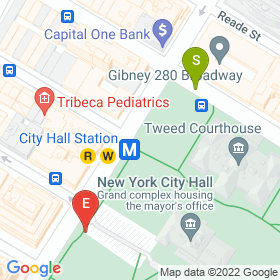 Reade St
Capital One Bank
$
S
Gibney 280 Broadway
Tribeca Pediatrics
Tweed Courthouse
City Hall Station
R W M
New York City Hall
Grand complex housing
the mayor's office
E
Google
Map data ©2022 Google